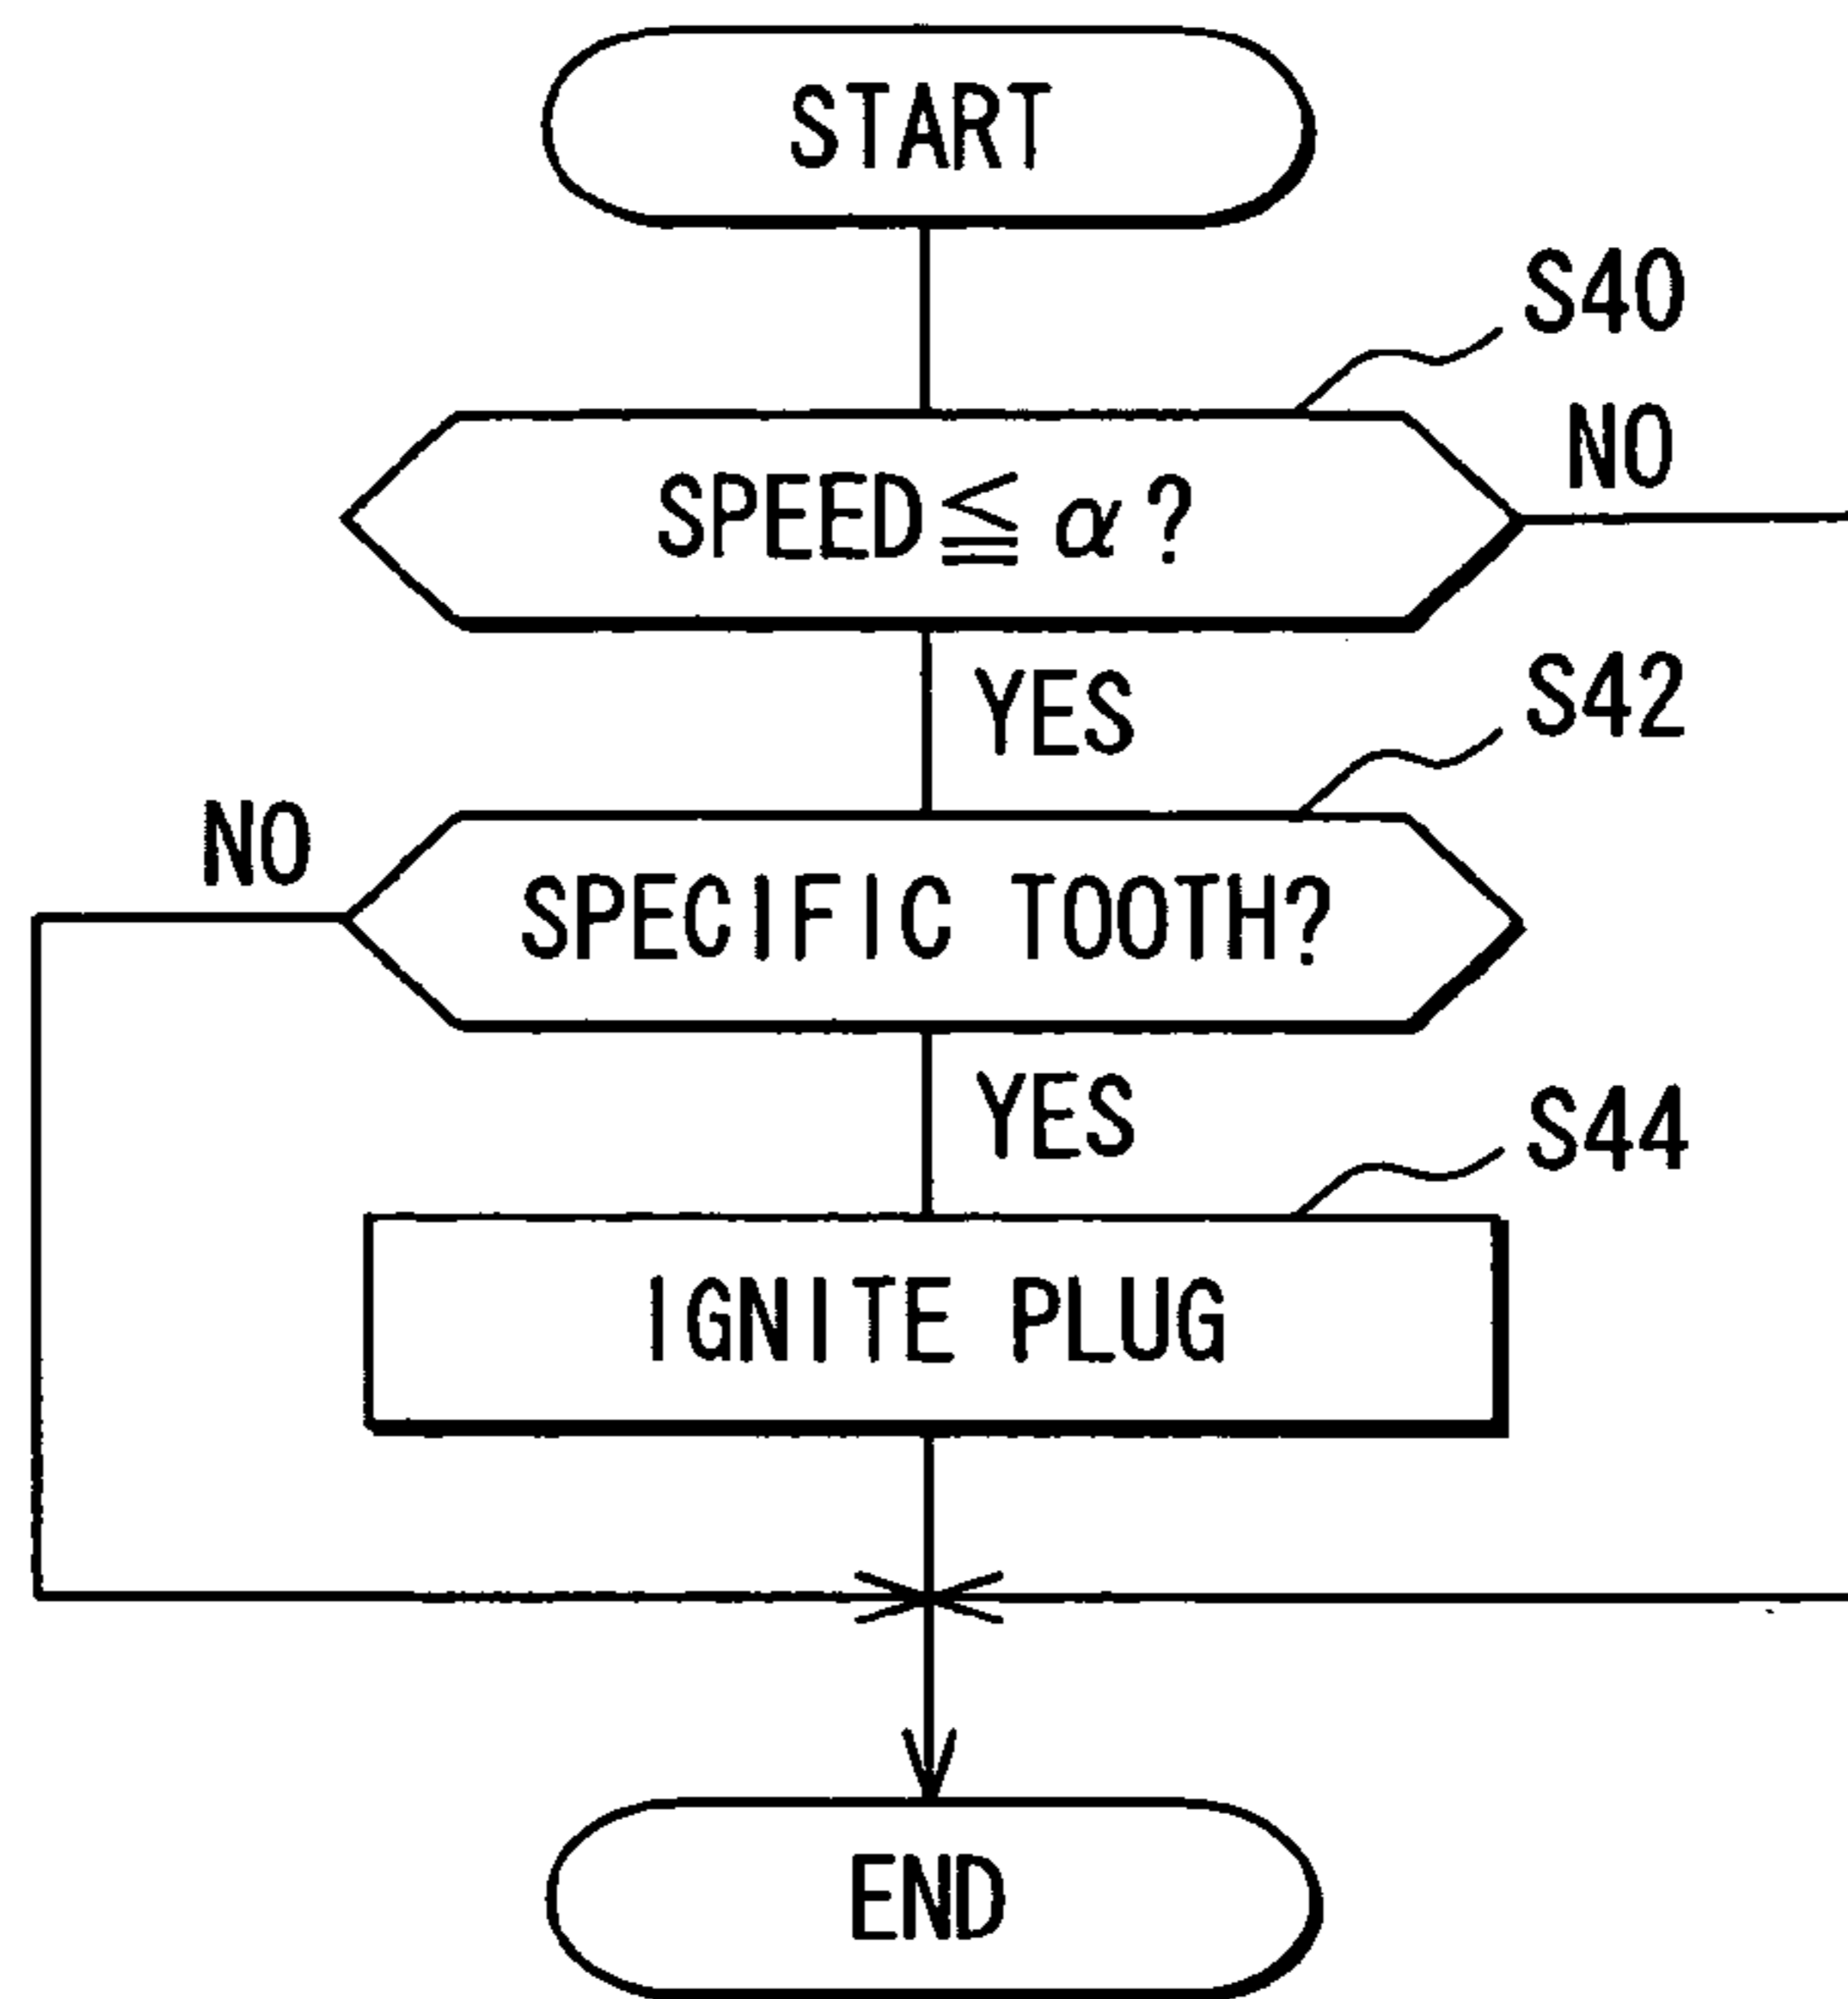 START
S40
SPEED≦α?
NO
YES
S42
NO
SPECIFIC TOOTH?
YES
S44
IGNITE PLUG
END